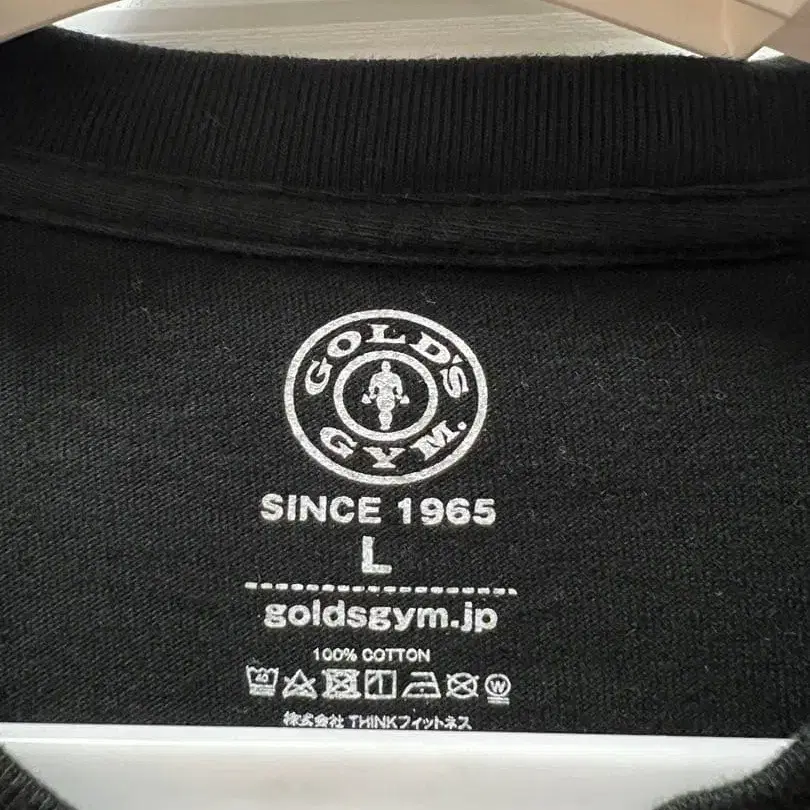 GOLD'S GYM.
SINCE 1965
L
goldsgym.jp
100% COTTON
40 W
株式会社 THINKフィットネス